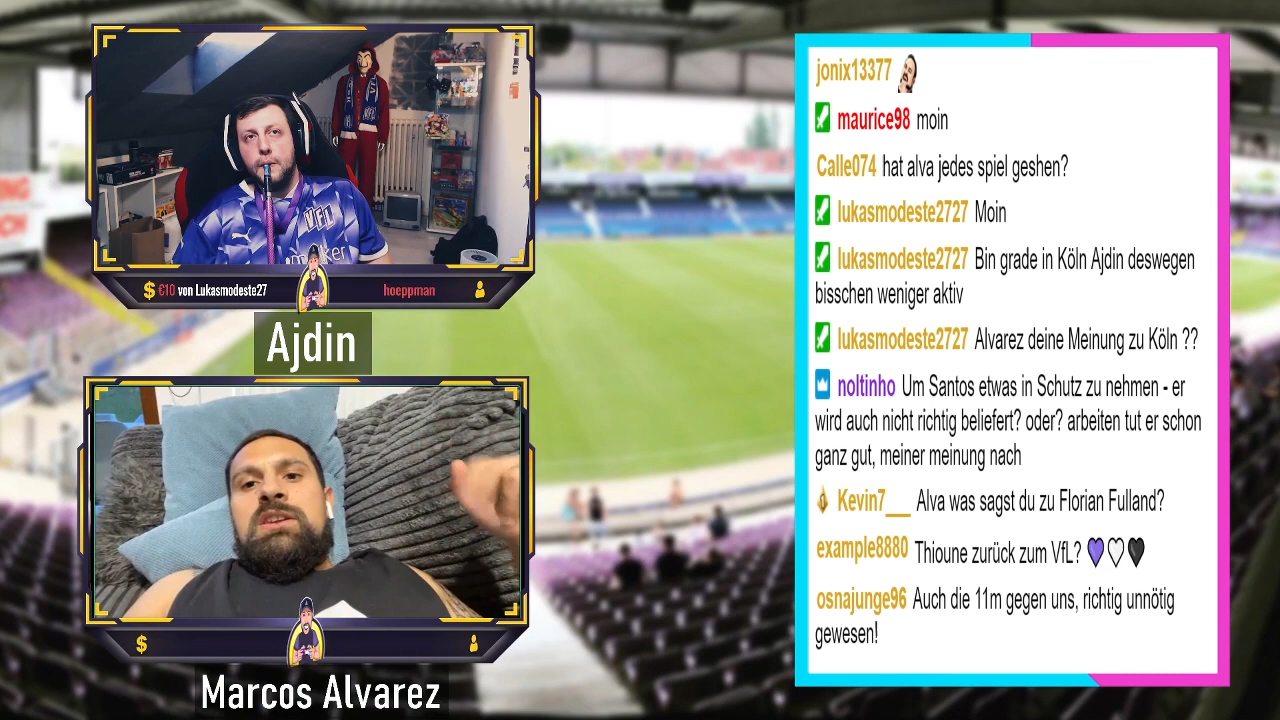 VFL
$ €10 von Lukasmodeste27
hoeppman
Ajdin
$
Marcos Alvarez
jonix13377
maurice98 moin
Calle074 hat alva jedes spiel geshen?
lukasmodeste2727 Moin
lukasmodeste2727 Bin grade in Köln Ajdin deswegen
bisschen weniger aktiv
lukasmodeste2727 Alvarez deine Meinung zu Köln ??
noltinho Um Santos etwas in Schutz zu nehmen - er
wird auch nicht richtig beliefert? oder? arbeiten tut er schon
ganz gut, meiner meinung nach
Kevin7___ Alva was sagst du zu Florian Fulland?
example8880 Thioune zurück zum VfL? 💜🤍🖤
osnajunge96 Auch die 11m gegen uns, richtig unnötig
gewesen!